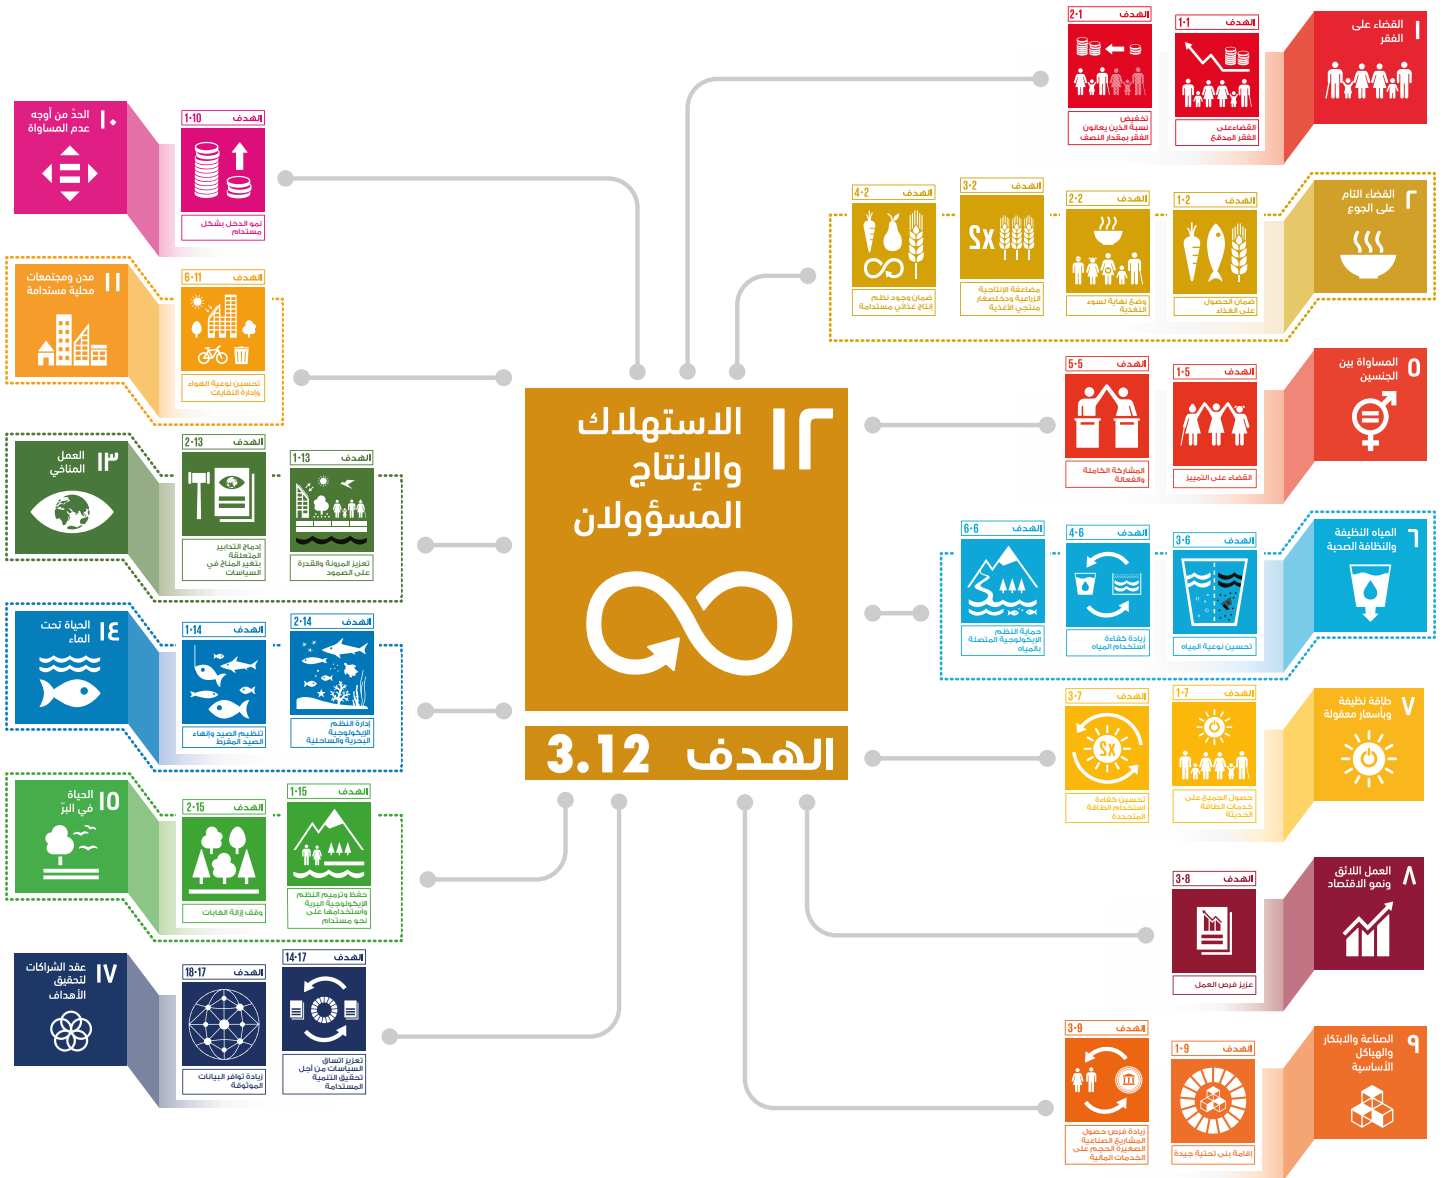 ١
القضاء على
الفقر
الهدف 1·1
القضاءعلى
الفقر المدقع
الهدف 2·1
تخفيض
نسبة الذين يعانون
الفقر بمقدار النصف
٢
القضاء التام
على الجوع
الهدف 1·2
ضمان الحصول
على الغذاء
الهدف 2·2
وضع نهاية لسوء
التغذية
الهدف 3·2
x2
مضاعفة الإنتاجية
الزراعية ودخلصغار
منتجي الأغذية
الهدف 4·2
ضمان وجود نظم
إنتاج غذائي مستدامة
٥
المساواة بين
الجنسين
الهدف 1·5
القضاء على التمييز
الهدف 5·5
المشاركة الكاملة
والفعالة
٦
المياه النظيفة
والنظافة الصحية
الهدف 3·6
تحسين نوعية المياه
الهدف 4·6
زيادة كفاءة
استخدام المياه
الهدف 6·6
حماية النظم
الإيكولوجية المتصلة
بالمياه
٧
طاقة نظيفة
وبأسعار معقولة
الهدف 1·7
حصول الجميع على
خدمات الطاقة
الحديثة
الهدف 3·7
x2
تحسين كفاءة
استخدام الطاقة
المتجددة
٨
العمل اللائق
ونمو الاقتصاد
الهدف 3·8
عزيز فرص العمل
٩
الصناعة والابتكار
والهياكل
الأساسية
الهدف 1·9
إقامة بنى تحتية جيدة
الهدف 3·9
زيادة فرص حصول
المشاريع الصناعية
الصغيرة الحجم على
الخدمات المالية
١٢
الاستهلاك
والإنتاج
المسؤولان
الهدف 3.12
١٠
الحدّ من أوجه
عدم المساواة
الهدف 1·10
نمو الدخل بشكل
مستدام
١١
مدن ومجتمعات
محلية مستدامة
الهدف 6·11
تحسين نوعية الهواء
وإدارة النفايات
١٣
العمل
المناخي
الهدف 2·13
إدماج التدابير
المتعلقة
بتغير المناخ في
السياسات
الهدف 1·13
تعزيز المرونة والقدرة
على الصمود
١٤
الحياة تحت
الماء
الهدف 1·14
تنظيم الصيد وإنهاء
الصيد المفرط
الهدف 2·14
إدارة النظم
الإيكولوجية
البحرية والساحلية
١٥
الحياة
في البرّ
الهدف 2·15
وقف إزالة الغابات
الهدف 1·15
حفظ وترميم النظم
الإيكولوجية البرية
واستخدامها على
نحو مستدام
١٧
عقد الشراكات
لتحقيق
الأهداف
الهدف 18·17
زيادة توافر البيانات
الموثوقة
الهدف 14·17
تعزيز اتساق
السياسات من أجل
تحقيق التنمية
المستدامة